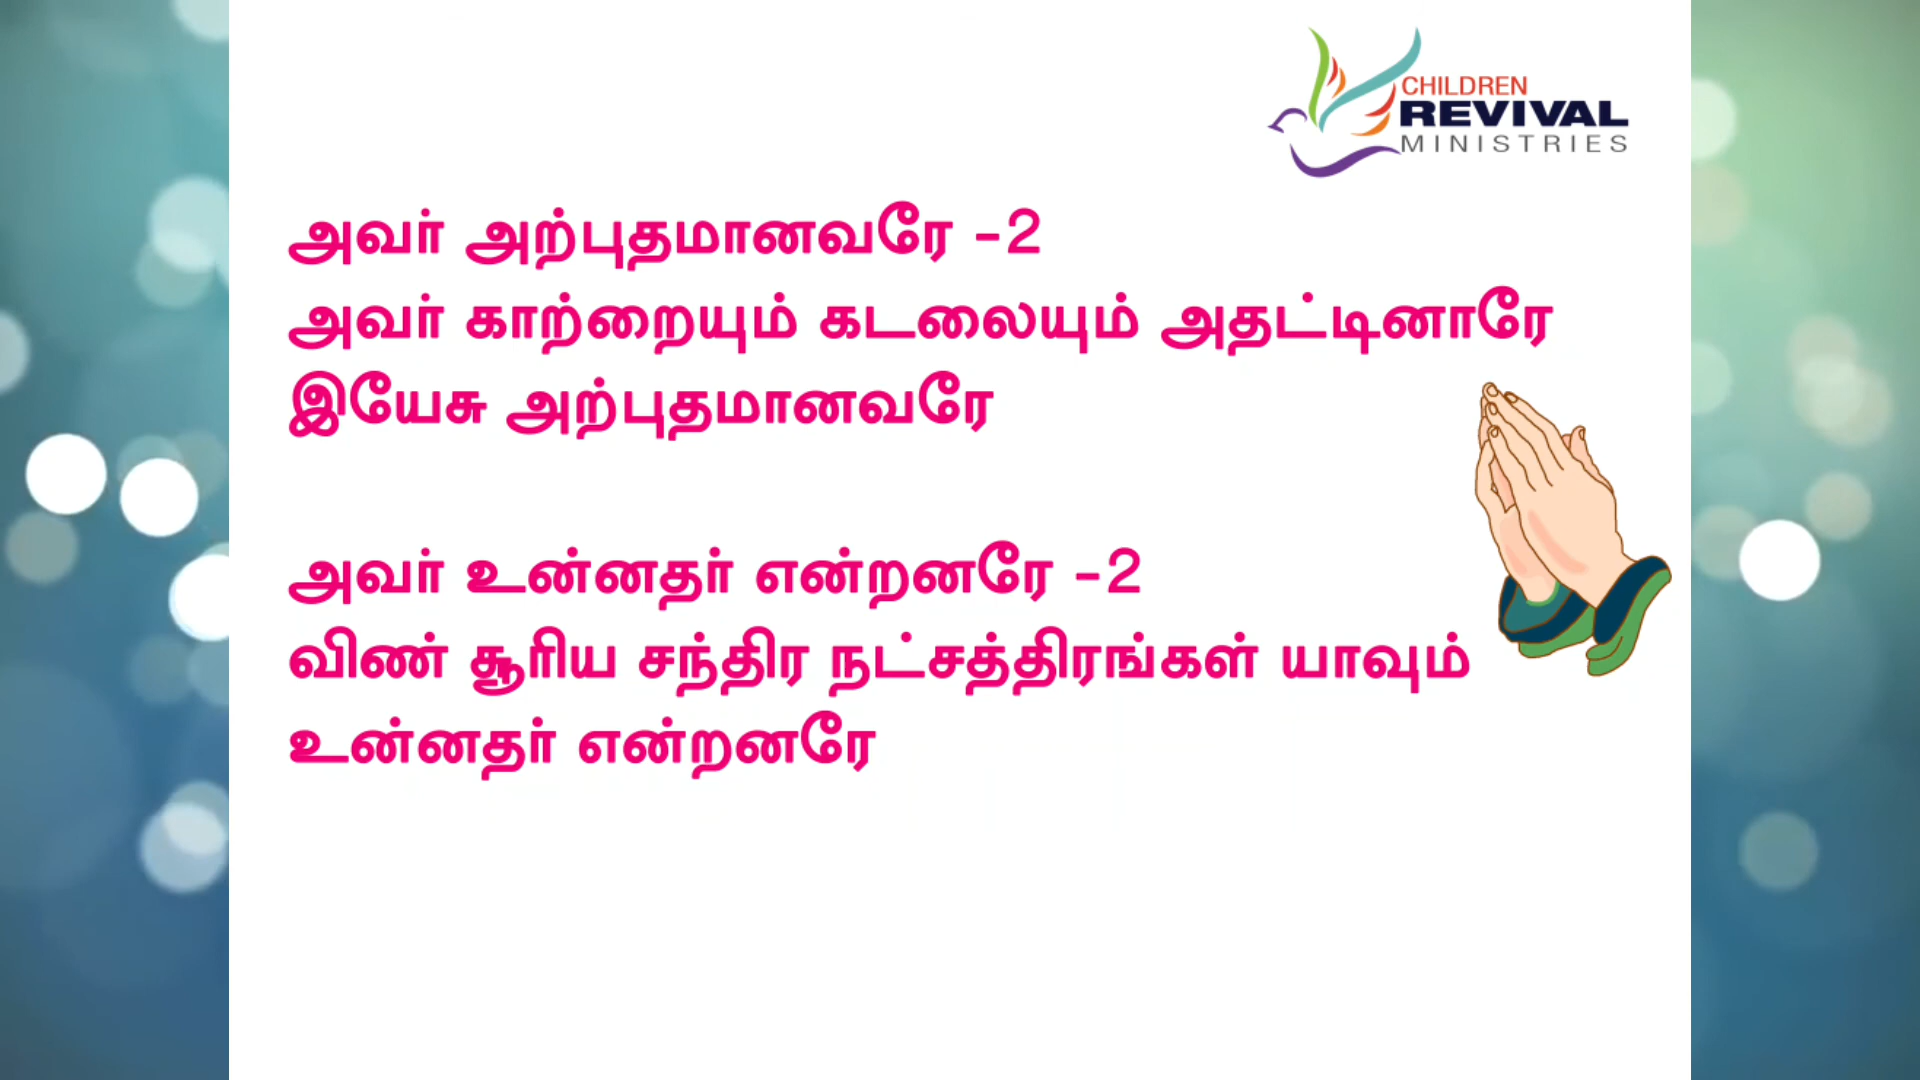 CHILDREN
REVIVAL
MINISTRIES
அவர் அற்புதமானவரே -2
அவர் காற்றையும் கடலையும் அதட்டினாரே
இயேசு அற்புதமானவரே
அவர் உன்னதர் என்றனரே -2
விண் சூரிய சந்திர நட்சத்திரங்கள் யாவும்
உன்னதர் என்றனரே